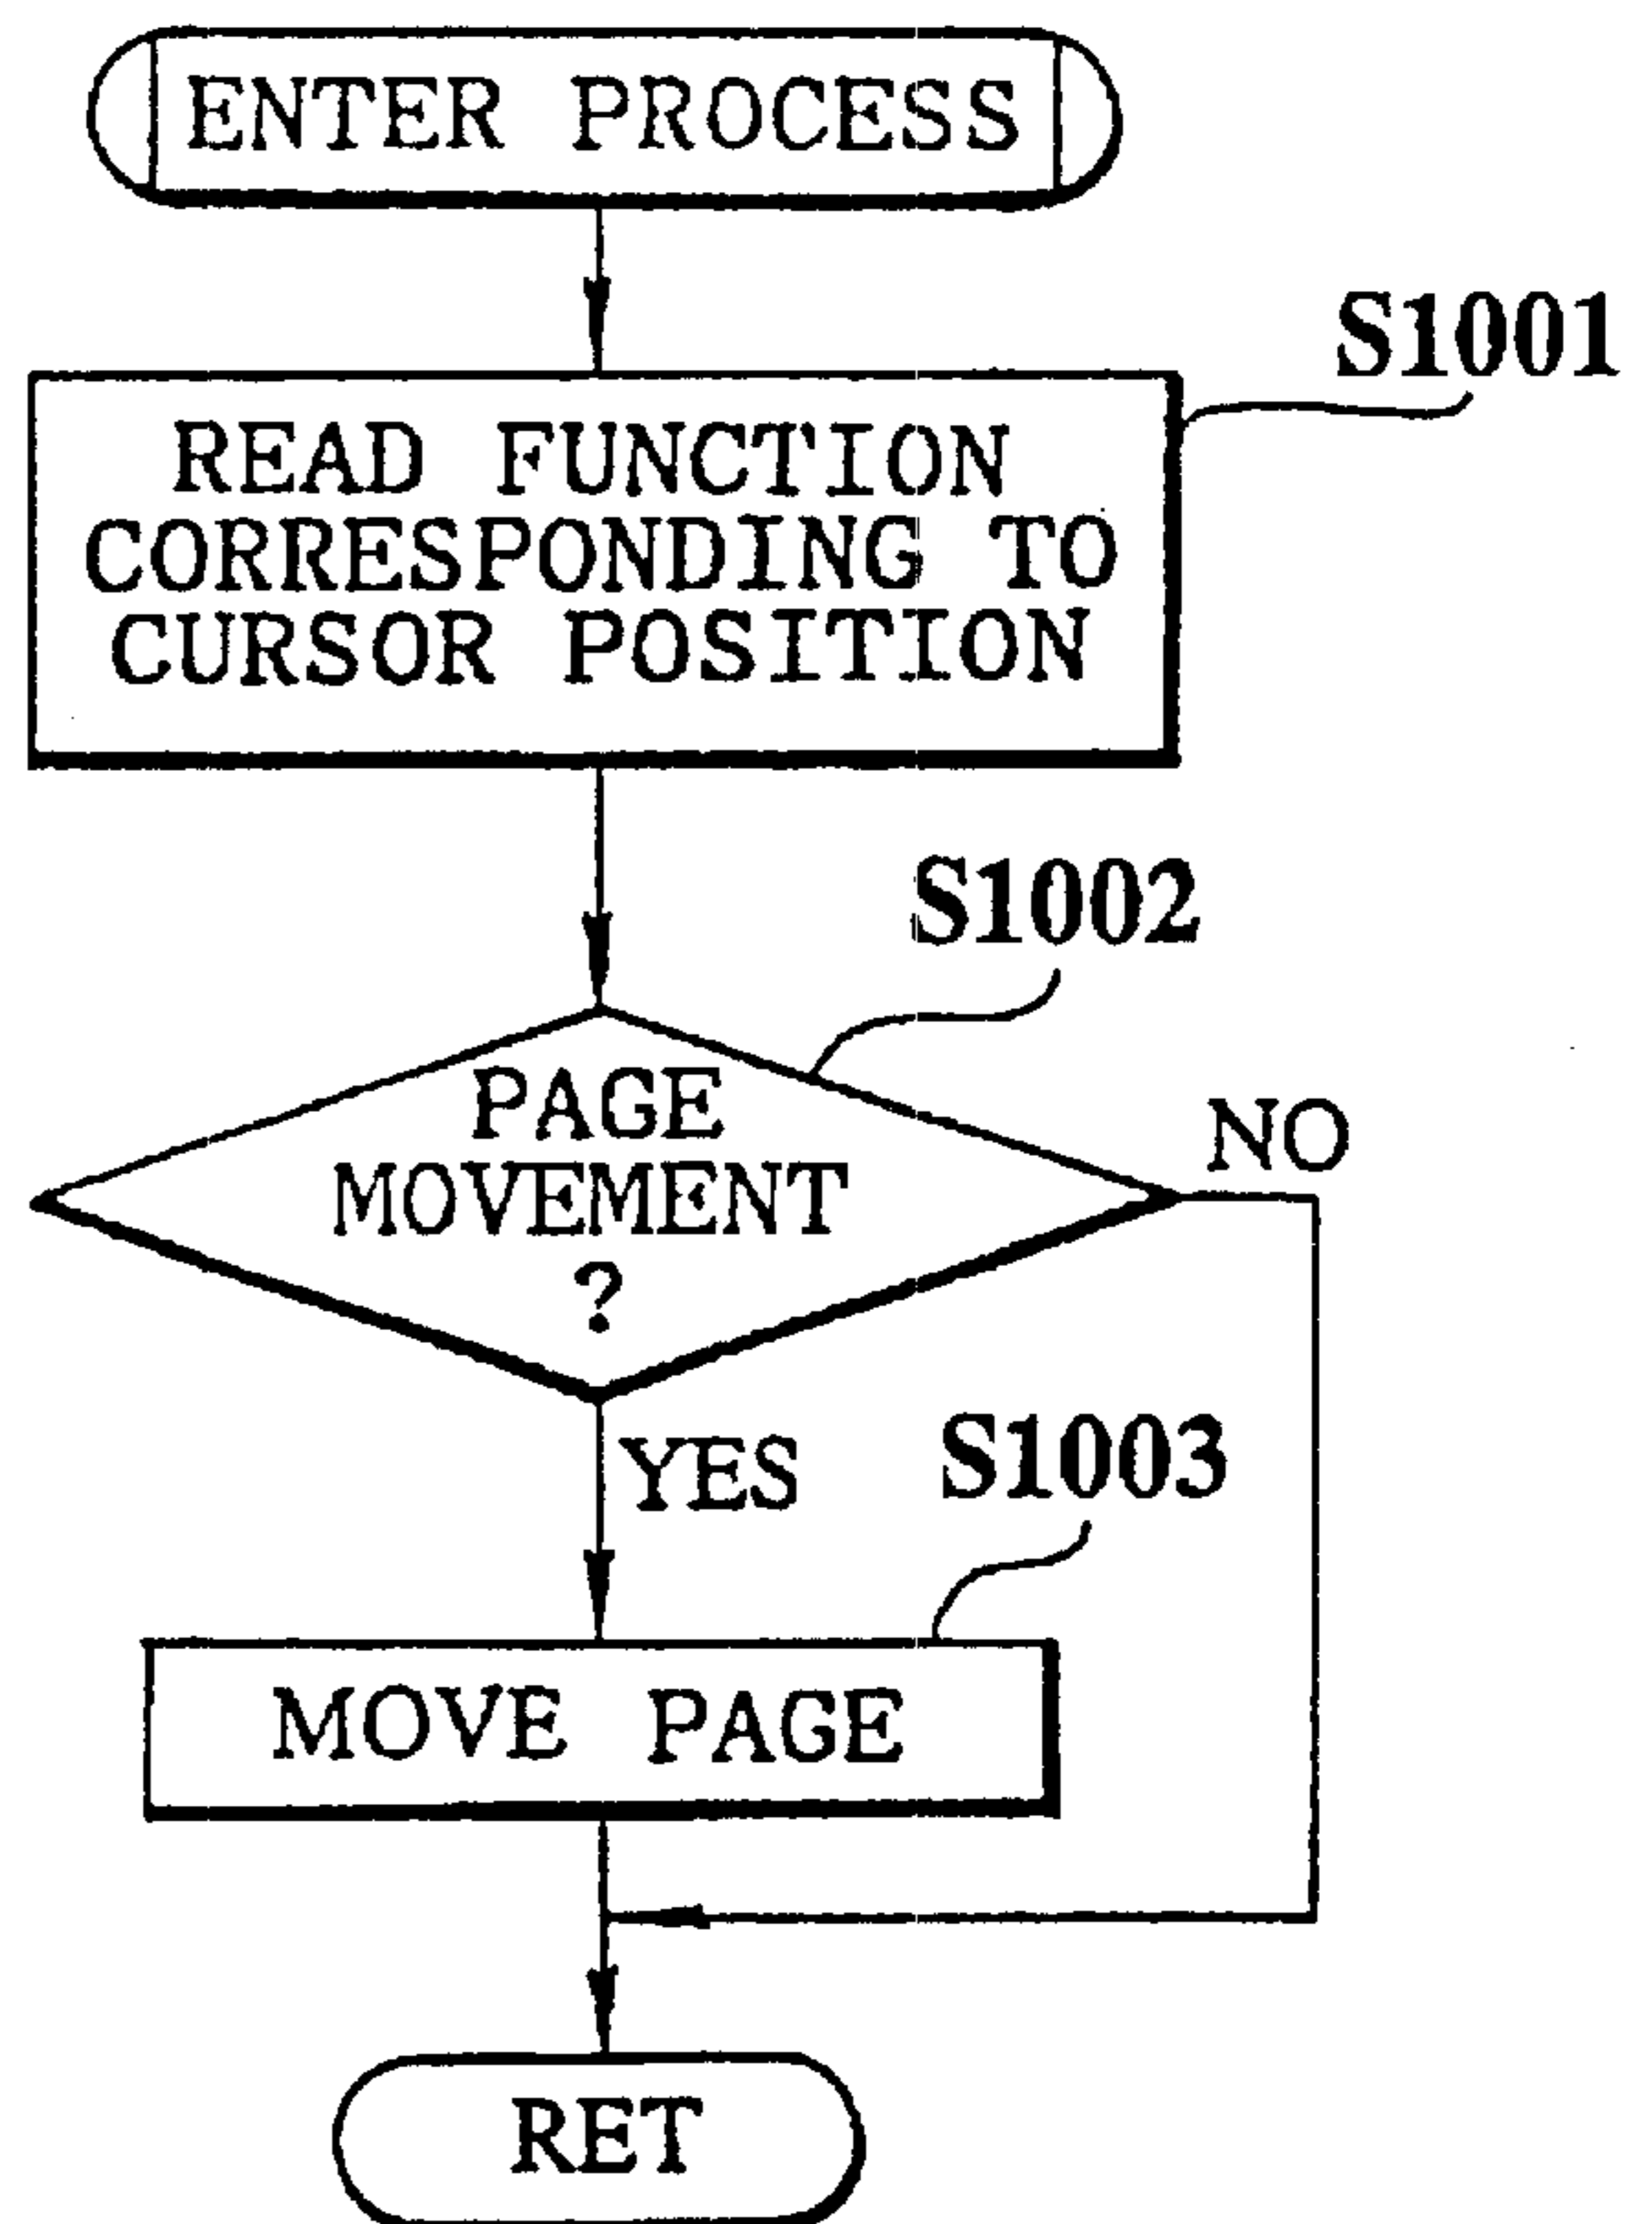 ENTER PROCESS
S1001
READ FUNCTION
CORRESPONDING TO
CURSOR POSITION
S1002
PAGE
MOVEMENT
?
NO
YES
S1003
MOVE PAGE
RET